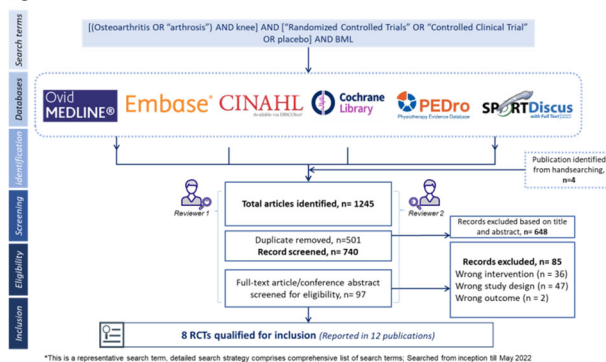 Search terms
[(Osteoarthritis OR “arthrosis”) AND knee] AND [“Randomized Controlled Trials” OR “Controlled Clinical Trial”
OR placebo] AND BML
Databases
Ovid
MEDLINE®
Embase®
CINAHL
Cochrane
Library
PEDro
Physiotherapy Evidence Database
SPORTDiscus
with Full Text
identification
Publication identified
from handsearching,
n=4
Screening
Reviewer 1
Total articles identified, n= 1245
Reviewer 2
Duplicate removed, n=501
Record screened, n= 740
Records excluded based on title
and abstract, n= 648
Eligibility
Full-text article/conference abstract
screened for eligibility, n= 97
Records excluded, n= 85
Wrong intervention (n = 36)
Wrong study design (n = 47)
Wrong outcome (n = 2)
Inclusion
8 RCTs qualified for inclusion (Reported in 12 publications)
*This is a representative search term, detailed search strategy comprises comprehensive list of search terms; Searched from inception till May 2022